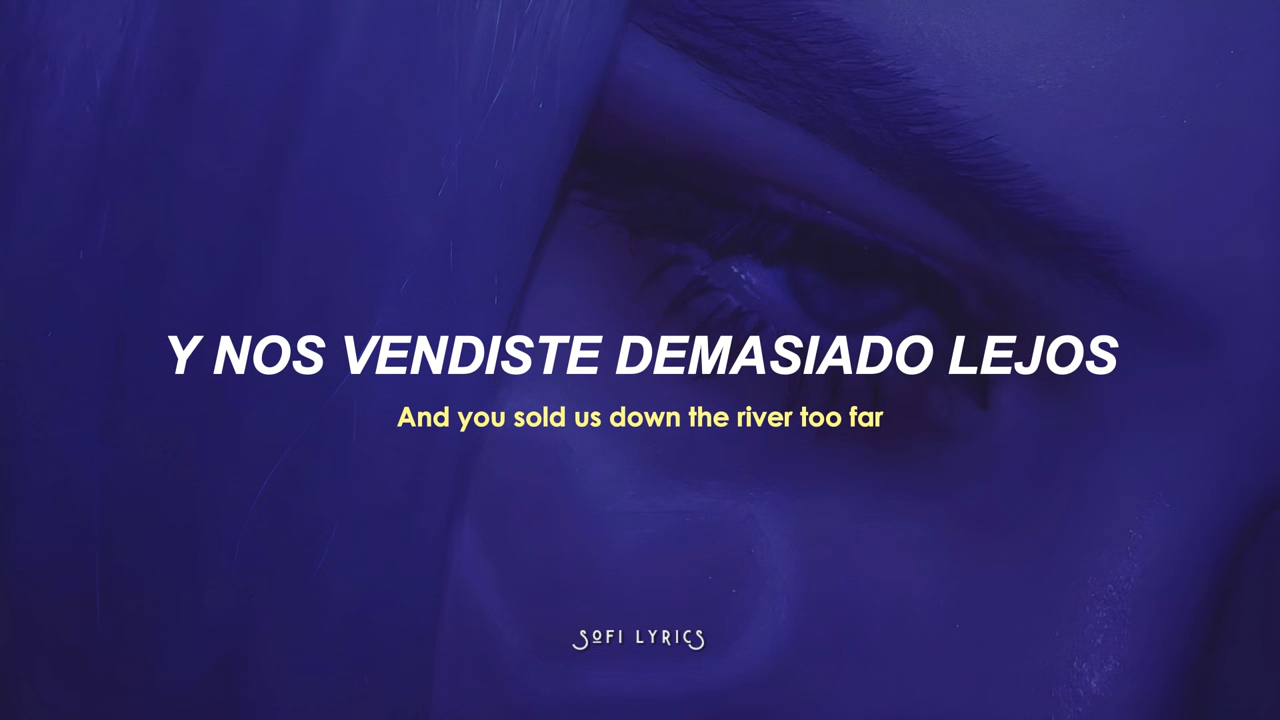 Y NOS VENDISTE DEMASIADO LEJOS
And you sold us down the river too far
SOFI LYRICS